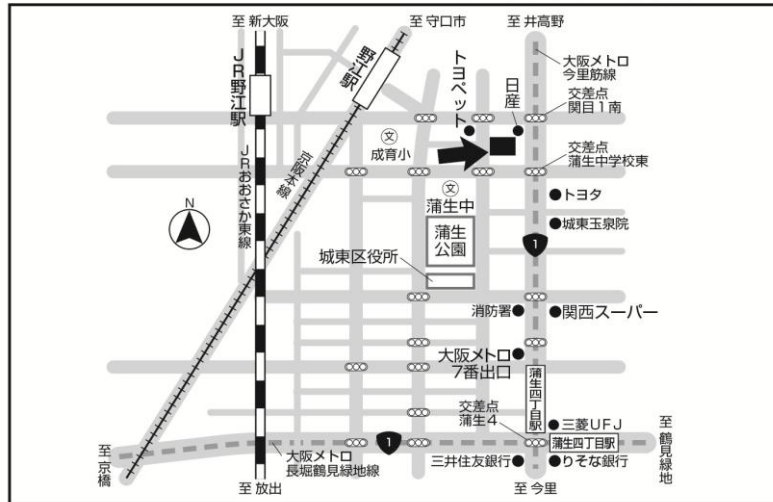 至 新大阪
至 守口市
至 井高野
JR野江駅
野江駅
トヨペット
日産
大阪メトロ
今里筋線
交差点
関目1南
文
成育小
交差点
蒲生中学校東
JRおおさか東線
京阪本線
文
蒲生中
トヨタ
N
蒲生
公園
城東玉泉院
城東区役所
1
消防署
関西スーパー
大阪メトロ
7番出口
蒲生四丁目駅
交差点
蒲生4
三菱UFJ
至 京橋
1
蒲生四丁目駅
至 鶴見緑地
大阪メトロ
長堀鶴見緑地線
三井住友銀行
りそな銀行
至 放出
至 今里